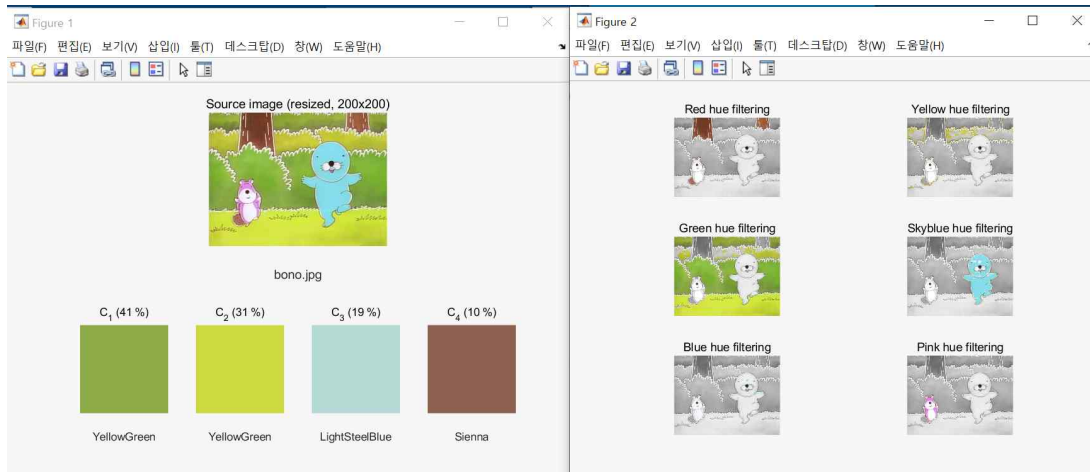 Figure 1
파일(F) 편집(E) 보기(V) 삽입(I) 툴(T) 데스크탑(D) 창(W) 도움말(H)
Source image (resized, 200x200)
bono.jpg
C1 (41 %) C2 (31 %) C3 (19 %) C4 (10 %)
YellowGreen YellowGreen LightSteelBlue Sienna
Figure 2
파일(F) 편집(E) 보기(V) 삽입(I) 툴(T) 데스크탑(D) 창(W) 도움말(H)
Red hue filtering Yellow hue filtering
Green hue filtering Skyblue hue filtering
Blue hue filtering Pink hue filtering